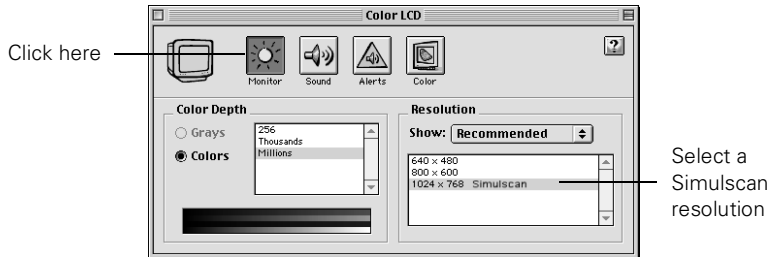 Color LCD
Click here
?
Monitor Sound Alerts Color
Color Depth
Grays
Colors
256
Thousands
Millions
Resolution
Show: Recommended
640 x 480
800 x 600
1024 x 768 Simulscan
Select a
Simulscan
resolution